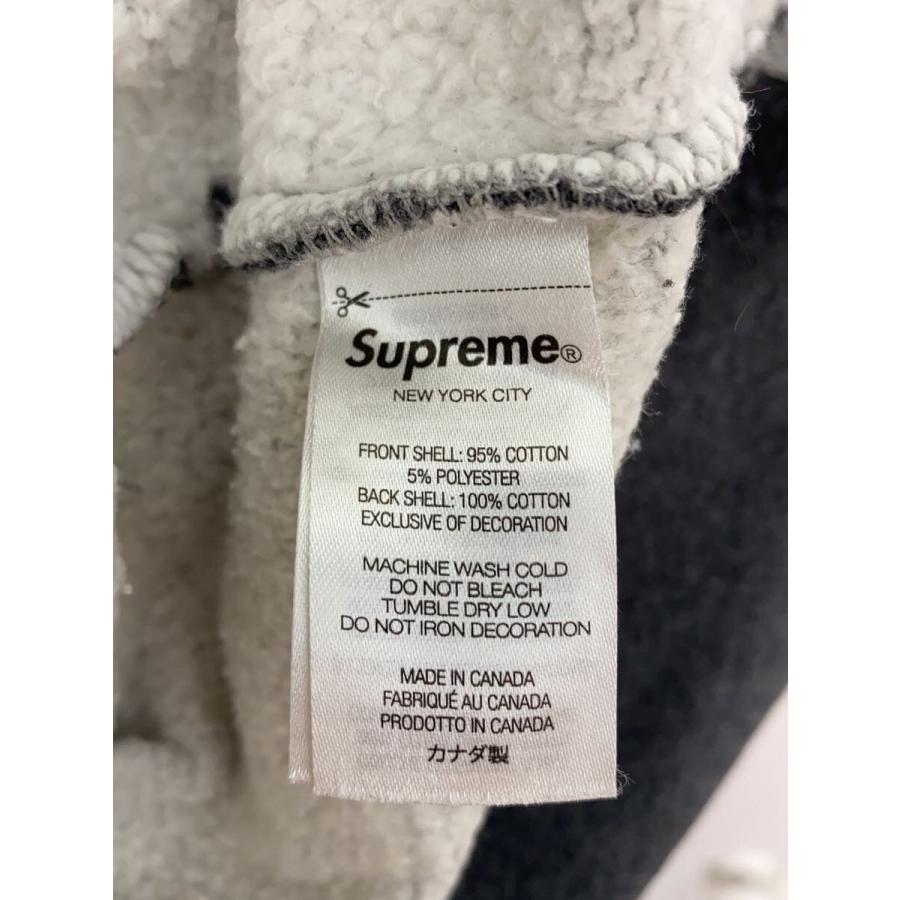 Supreme®
NEW YORK CITY
FRONT SHELL: 95% COTTON
5% POLYESTER
BACK SHELL: 100% COTTON
EXCLUSIVE OF DECORATION
MACHINE WASH COLD
DO NOT BLEACH
TUMBLE DRY LOW
DO NOT IRON DECORATION
MADE IN CANADA
FABRIQUÉ AU CANADA
PRODOTTO IN CANADA
カナダ製